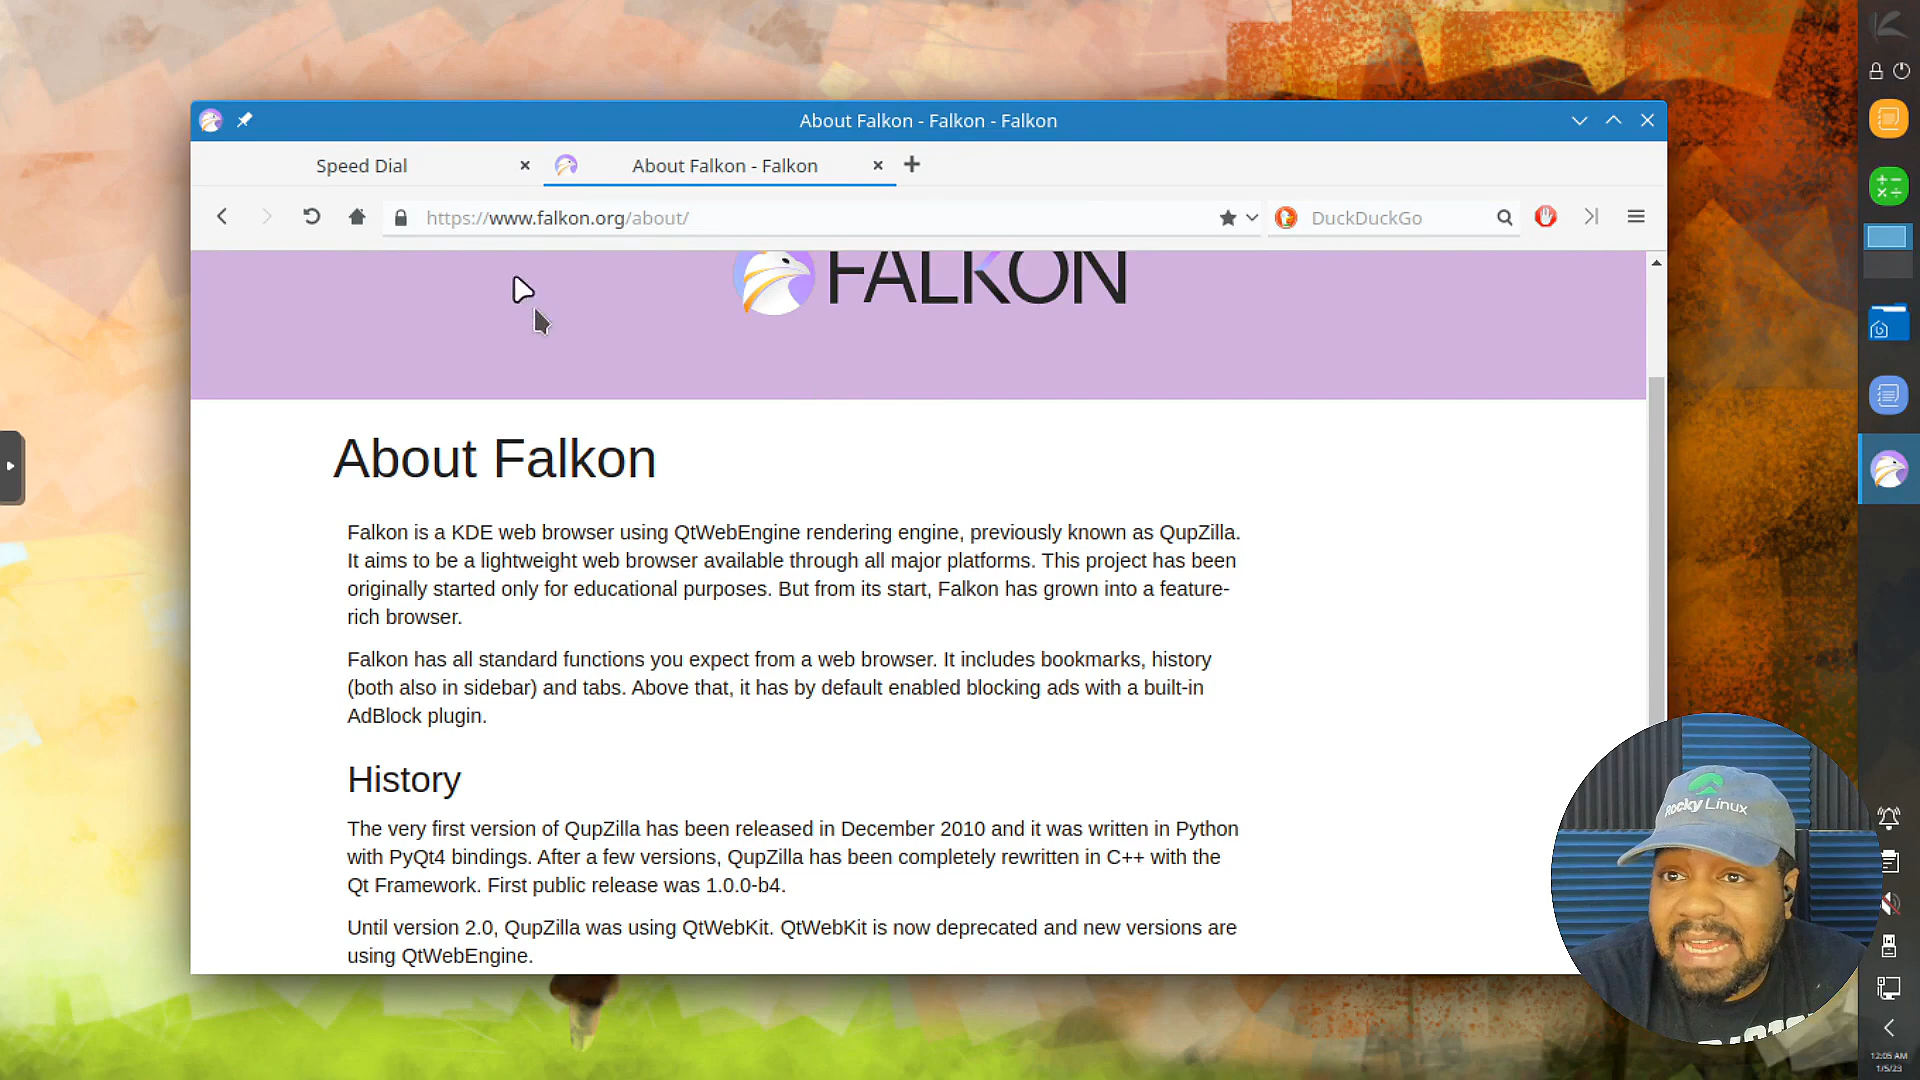 About Falkon - Falkon - Falkon
Speed Dial
About Falkon - Falkon
https://www.falkon.org/about/
DuckDuckGo
FALKON
About Falkon
Falkon is a KDE web browser using QtWebEngine rendering engine, previously known as QupZilla.
It aims to be a lightweight web browser available through all major platforms. This project has been
originally started only for educational purposes. But from its start, Falkon has grown into a feature-
rich browser.
Falkon has all standard functions you expect from a web browser. It includes bookmarks, history
(both also in sidebar) and tabs. Above that, it has by default enabled blocking ads with a built-in
AdBlock plugin.
History
The very first version of QupZilla has been released in December 2010 and it was written in Python
with PyQt4 bindings. After a few versions, QupZilla has been completely rewritten in C++ with the
Qt Framework. First public release was 1.0.0-b4.
Until version 2.0, QupZilla was using QtWebKit. QtWebKit is now deprecated and new versions are
using QtWebEngine.
Rocky Linux
12:05 AM
1/5/23